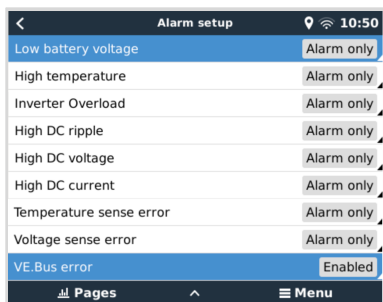 Alarm setup 10:50
Low battery voltage Alarm only
High temperature Alarm only
Inverter Overload Alarm only
High DC ripple Alarm only
High DC voltage Alarm only
High DC current Alarm only
Temperature sense error Alarm only
Voltage sense error Alarm only
VE.Bus error Enabled
Pages Menu